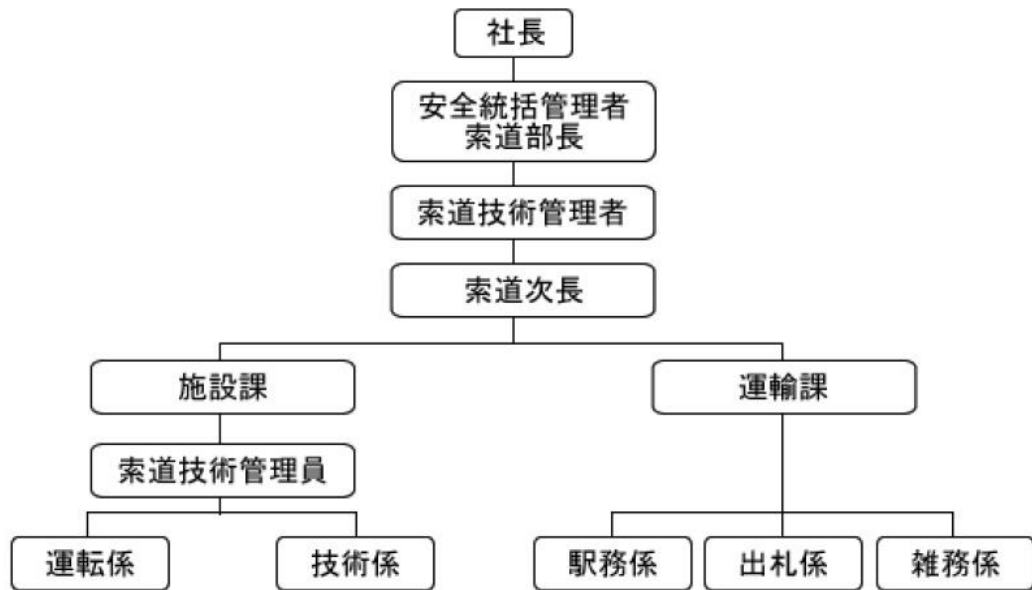 社長
安全統括管理者
索道部長
索道技術管理者
索道次長
施設課
運輸課
索道技術管理員
運転係
技術係
駅務係
出札係
雑務係